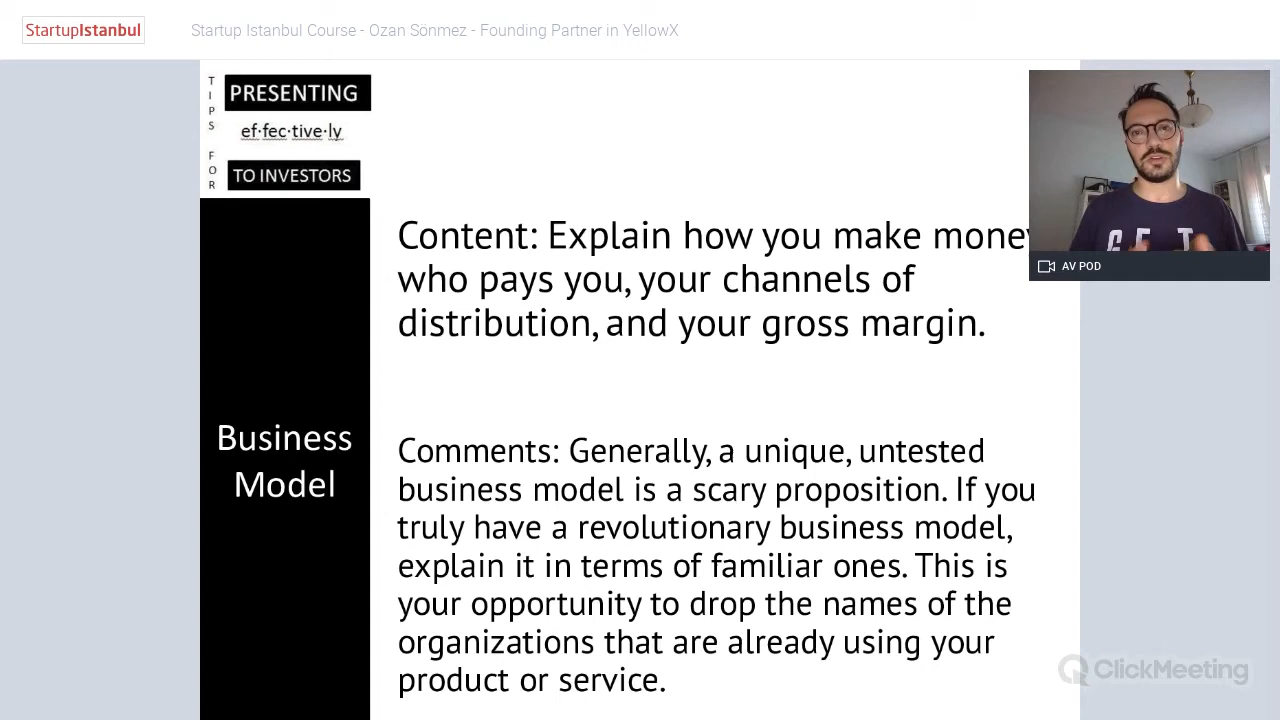 StartupIstanbul
Startup Istanbul Course - Ozan Sönmez - Founding Partner in YellowX
TIPS FOR
PRESENTING
ef·fec·tive·ly
TO INVESTORS
Business
Model
Content: Explain how you make money
who pays you, your channels of
distribution, and your gross margin.
Comments: Generally, a unique, untested
business model is a scary proposition. If you
truly have a revolutionary business model,
explain it in terms of familiar ones. This is
your opportunity to drop the names of the
organizations that are already using your
product or service.
G E T
AV POD
ClickMeeting